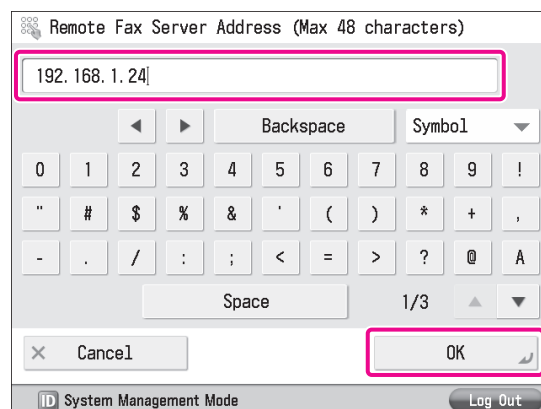 Remote Fax Server Address (Max 48 characters)
192.168.1.24
◀ ▶ Backspace Symbol ▼
0 1 2 3 4 5 6 7 8 9 !
" # $ % & ' ( ) * + ,
- . / : ; < = > ? @ A
Space 1/3 ▲ ▼
× Cancel OK
ID System Management Mode Log Out